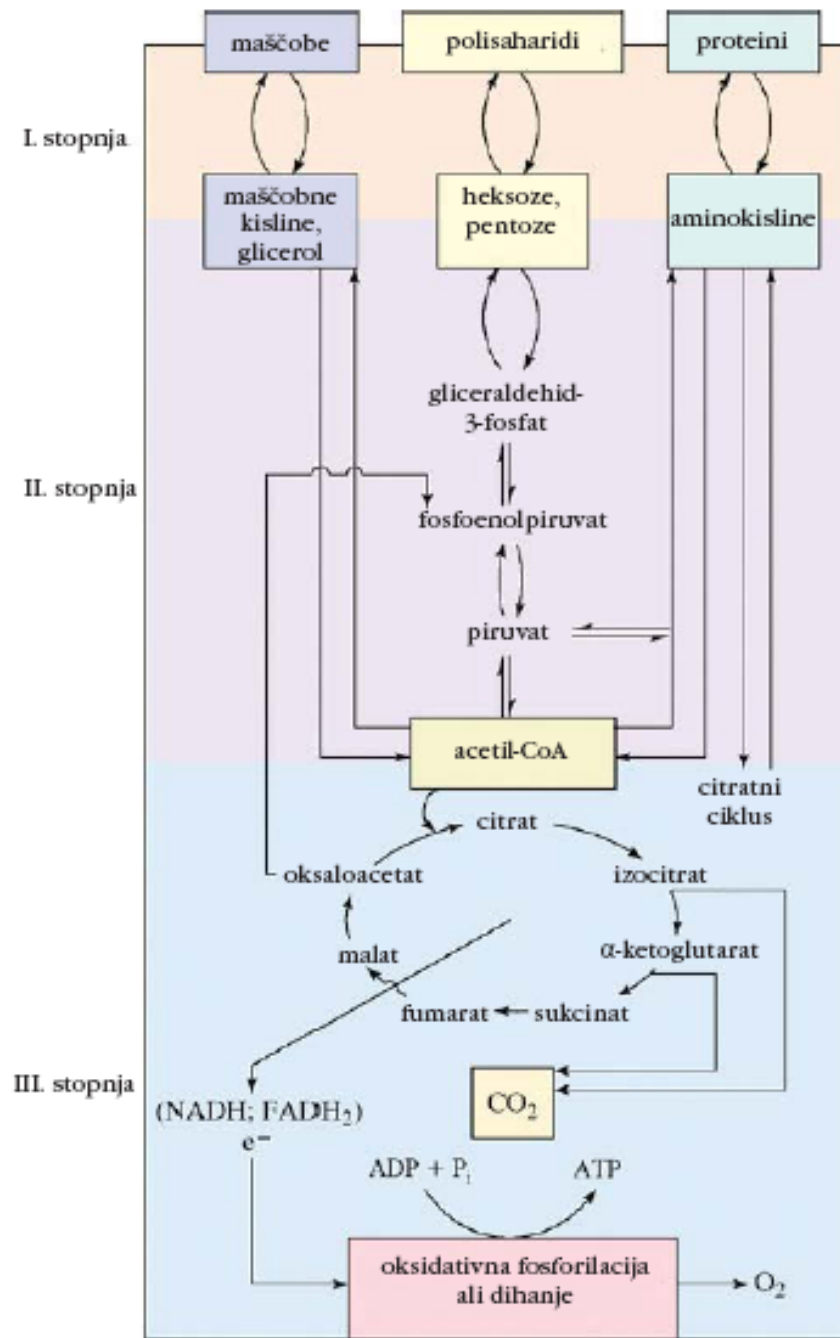 maščobe
polisaharidi
proteini
I. stopnja
maščobne
kisline,
glicerol
heksoze,
pentoze
aminokisline
gliceraldehid-
3-fosfat
II. stopnja
fosfoenolpiruvat
piruvat
acetil-CoA
citratni
ciklus
citrat
oksaloacetat
izocitrat
malat
α-ketoglutarat
fumarat
sukcinat
III. stopnja
(NADH; FADH₂)
e⁻
CO₂
ADP + Pᵢ
ATP
oksidativna fosforilacija
ali dihanje
O₂